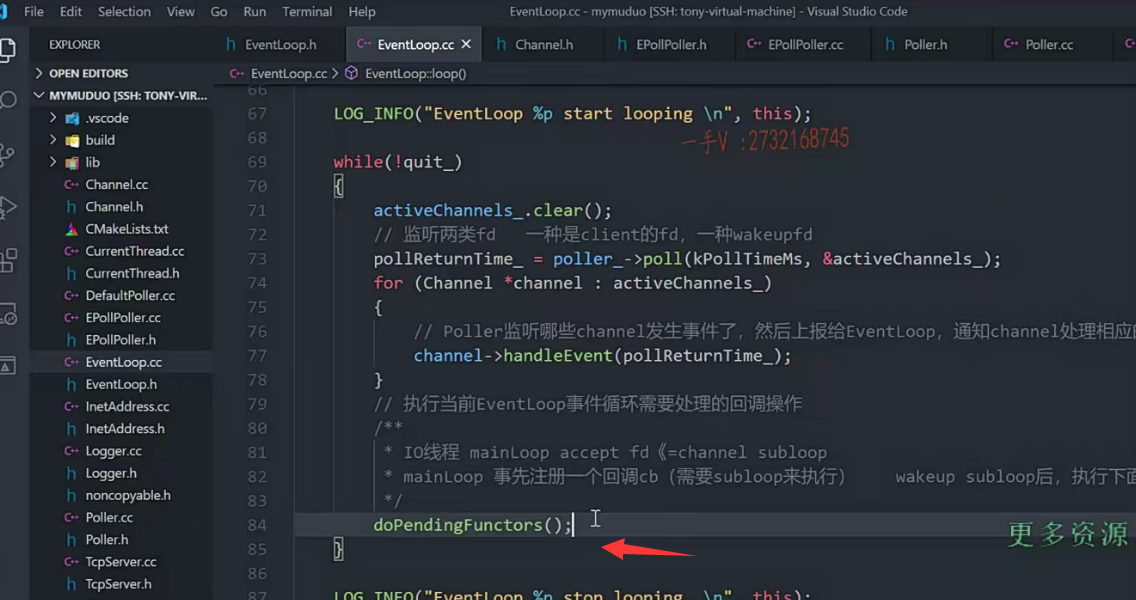 File Edit Selection View Go Run Terminal Help EventLoop.cc - mymuduo [SSH: tony-virtual-machine] - Visual Studio Code
EXPLORER
EventLoop.h EventLoop.cc Channel.h EPollPoller.h EPollPoller.cc Poller.h Poller.cc
OPEN EDITORS
EventLoop.cc > EventLoop::loop()
MYMUDUO [SSH: TONY-VIR...
.vscode
build
lib
Channel.cc
Channel.h
CMakeLists.txt
CurrentThread.cc
CurrentThread.h
DefaultPoller.cc
EPollPoller.cc
EPollPoller.h
EventLoop.cc
EventLoop.h
InetAddress.cc
InetAddress.h
Logger.cc
Logger.h
noncopyable.h
Poller.cc
Poller.h
TcpServer.cc
TcpServer.h
66
67 LOG_INFO("EventLoop %p start looping \n", this);
68
一手V :2732168745
69 while(!quit_)
70 {
71 activeChannels_.clear();
72 // 监听两类fd 一种是client的fd，一种wakeupfd
73 pollReturnTime_ = poller_->poll(kPollTimeMs, &activeChannels_);
74 for (Channel *channel : activeChannels_)
75 {
76 // Poller监听哪些channel发生事件了，然后上报给EventLoop，通知channel处理相应的
77 channel->handleEvent(pollReturnTime_);
78 }
79 // 执行当前EventLoop事件循环需要处理的回调操作
80 /**
81 * IO线程 mainLoop accept fd《=channel subloop
82 * mainLoop 事先注册一个回调cb（需要subloop来执行） wakeup subloop后，执行下面
83 */
84 doPendingFunctors();
85 }
86
87 LOG_INFO("EventLoop %p stop looping. \n", this);
更多资源